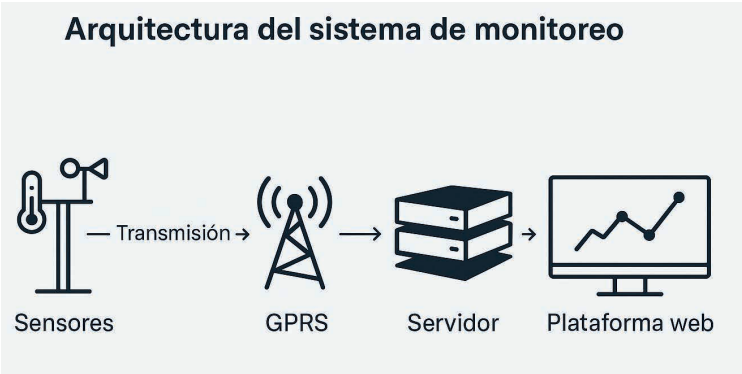 Arquitectura del sistema de monitoreo
Transmisión
Sensores
GPRS
Servidor
Plataforma web